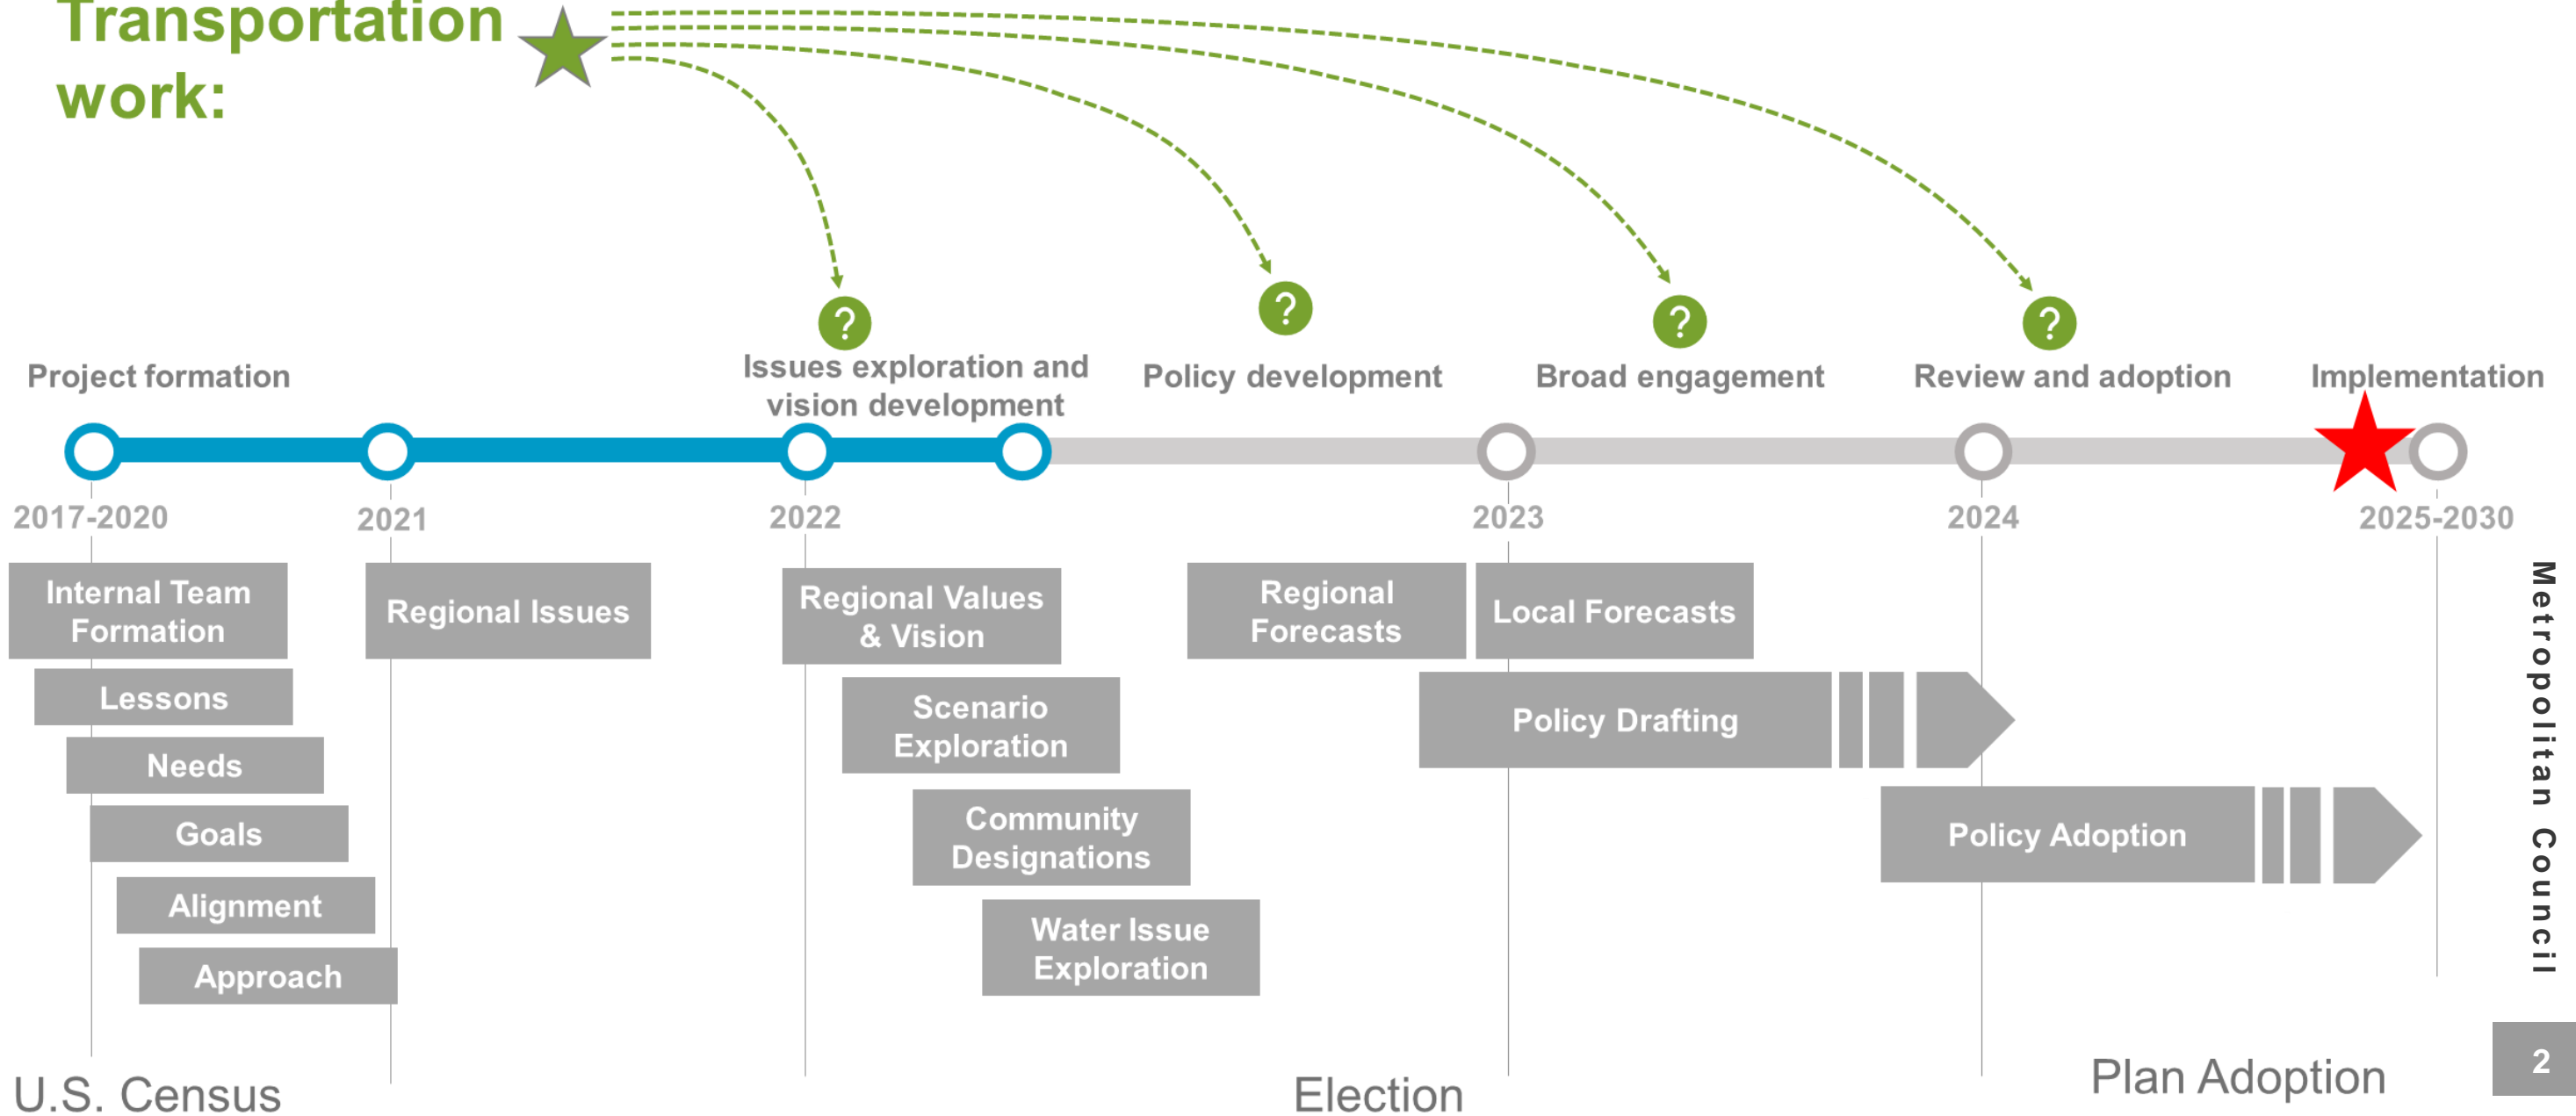 Transportation
work:
?
?
?
?
Project formation
Issues exploration and
vision development
Policy development
Broad engagement
Review and adoption
Implementation
2017-2020
2021
2022
2023
2024
2025-2030
Internal Team
Formation
Lessons
Needs
Goals
Alignment
Approach
Regional Issues
Regional Values
& Vision
Scenario
Exploration
Community
Designations
Water Issue
Exploration
Regional
Forecasts
Local Forecasts
Policy Drafting
Policy Adoption
Metropolitan Council
U.S. Census
Election
Plan Adoption
2